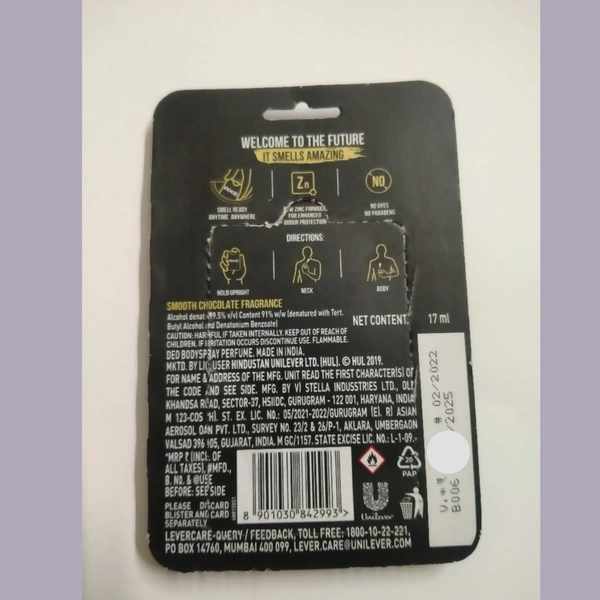 WELCOME TO THE FUTURE
IT SMELLS AMAZING
Zn
NO
SMELL READY
ANYTIME ANYWHERE
ZINC FORMULA
FOR ENHANCED
ODOUR PROTECTION
NO DYES
NO PARABENS
DIRECTIONS:
HOLD UPRIGHT
NECK
BODY
SMOOTH CHOCOLATE FRAGRANCE
Alcohol denat (99.5% v/v) Content 91% w/w (denatured with Tert.
Butyl Alcohol and Denatonium Benzoate)
CAUTION: HARMFUL IF TAKEN INTERNALLY. KEEP OUT OF REACH OF
CHILDREN. IF IRRITATION OCCURS DISCONTINUE USE. FLAMMABLE.
NET CONTENT: 17 ml
DEO BODYSPRAY PERFUME. MADE IN INDIA.
MKTD. BY LIC USER HINDUSTAN UNILEVER LTD. (HUL). © HUL 2019.
FOR NAME & ADDRESS OF THE MFG. UNIT READ THE FIRST CHARACTER(S) OF
THE CODE AND SEE SIDE. MFG. BY V) STELLA INDUSSTRIES LTD.,
KHANDSA ROAD, SECTOR-37, HSIIDC, GURUGRAM - 122 001, HARYANA, INDIA
M 123-COS ST. EX. LIC. NO.: 05/2021-2022/GURUGRAM (E). R) ASIAN
AEROSOL PVT. LTD., SURVEY NO. 23/2 & 26/P-1, AKLARA, UMBERGAON
VALSAD 396 105, GUJARAT, INDIA. M GC/1157. STATE EXCISE LIC. NO.: L-1-09.
*MRP ₹ (INCL. OF
ALL TAXES), #MFD.,
B. NO. & @USE
BEFORE: SEE SIDE
PLEASE DISCARD
BLISTER AND CARD
SEPARATELY
8 901030 842993 >
20
PAP
Unilever
LEVERCARE-QUERY / FEEDBACK, TOLL FREE: 1800-10-22-221,
PO BOX 14760, MUMBAI 400 099, LEVER.CARE@UNILEVER.COM
# 02/2022
/2025
B006